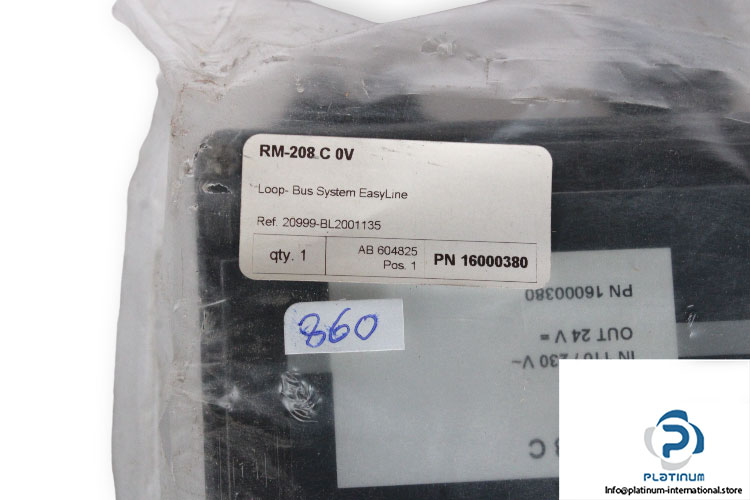 RM-208 C 0V
Loop- Bus System EasyLine
Ref. 20999-BL2001135
qty. 1
AB 604825
Pos. 1
PN 16000380
860
PN 16000380
OUT 24 V =
IN 110 / 230 V~
8 C
PLATINUM
Info@platinum-international.store